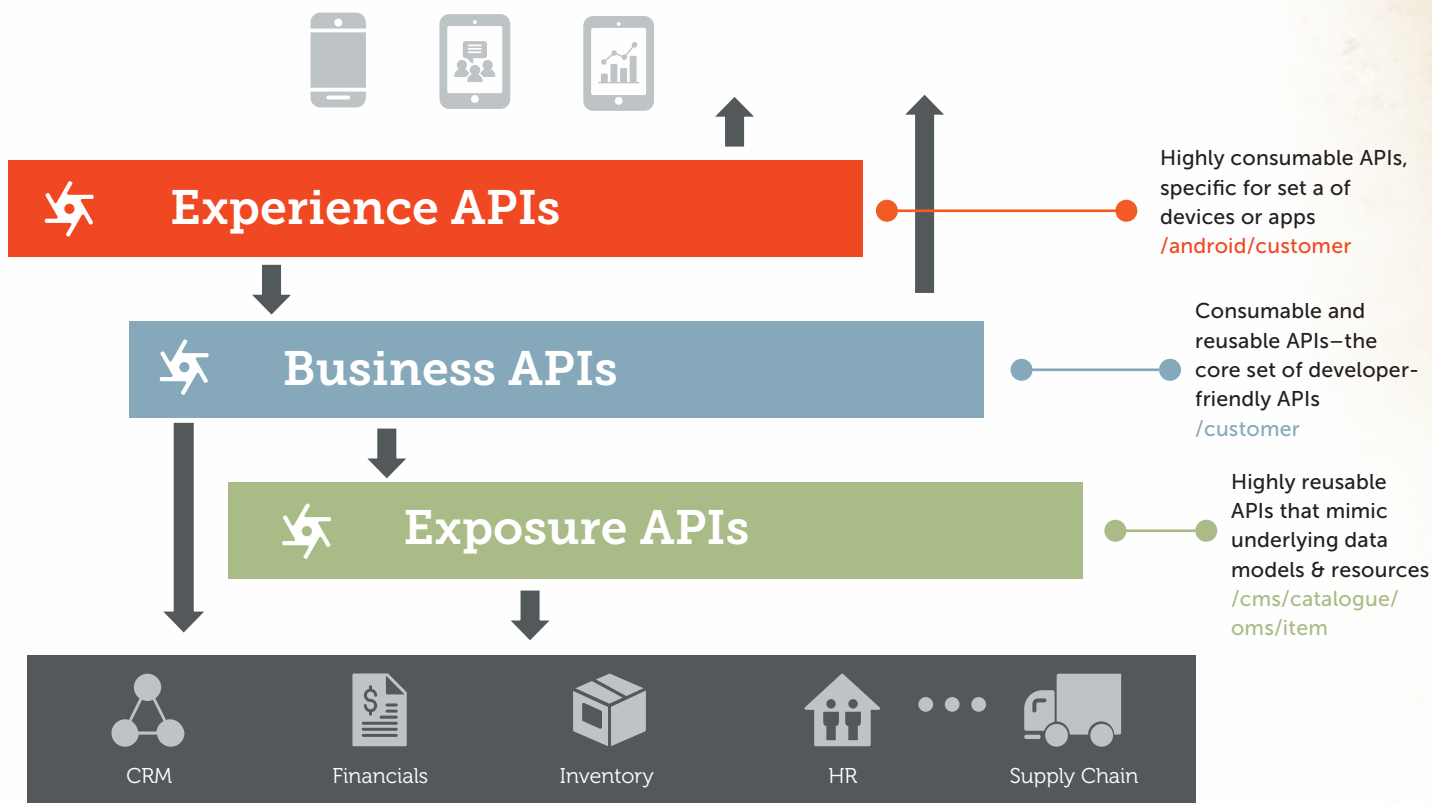 Experience APIs
Highly consumable APIs,
specific for set a of
devices or apps
/android/customer
Business APIs
Consumable and
reusable APIs–the
core set of developer-
friendly APIs
/customer
Exposure APIs
Highly reusable
APIs that mimic
underlying data
models & resources
/cms/catalogue/
oms/item
$
CRM
Financials
Inventory
HR
Supply Chain